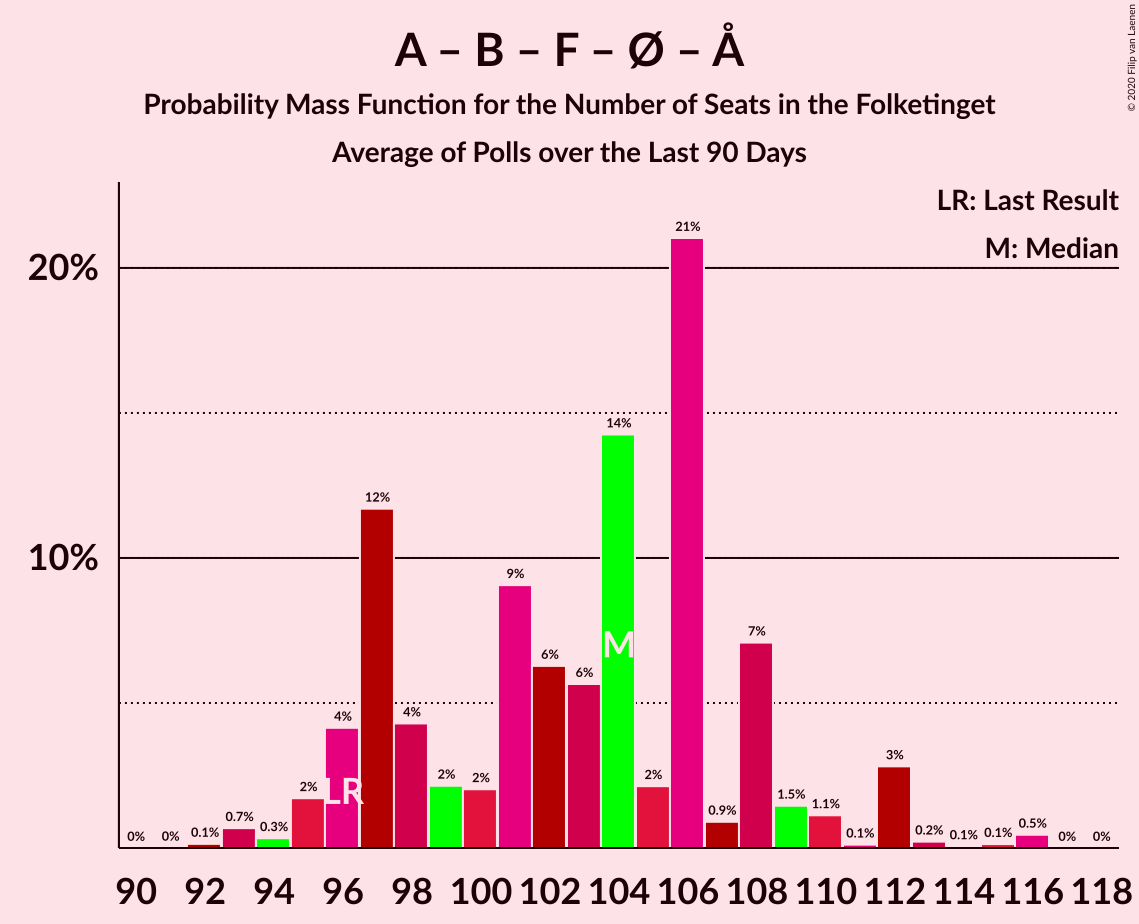 A – B – F – Ø – Å
Probability Mass Function for the Number of Seats in the Folketinget
Average of Polls over the Last 90 Days
© 2020 Filip van Laenen
LR: Last Result
M: Median
20%
10%
0% 0% 0.1% 0.7% 0.3% 2% 4% 12% 4% 2% 2% 9% 6% 6% 14% 2% 21% 0.9% 7% 1.5% 1.1% 0.1% 3% 0.2% 0.1% 0.1% 0.5% 0% 0%
LR
M
90 92 94 96 98 100 102 104 106 108 110 112 114 116 118